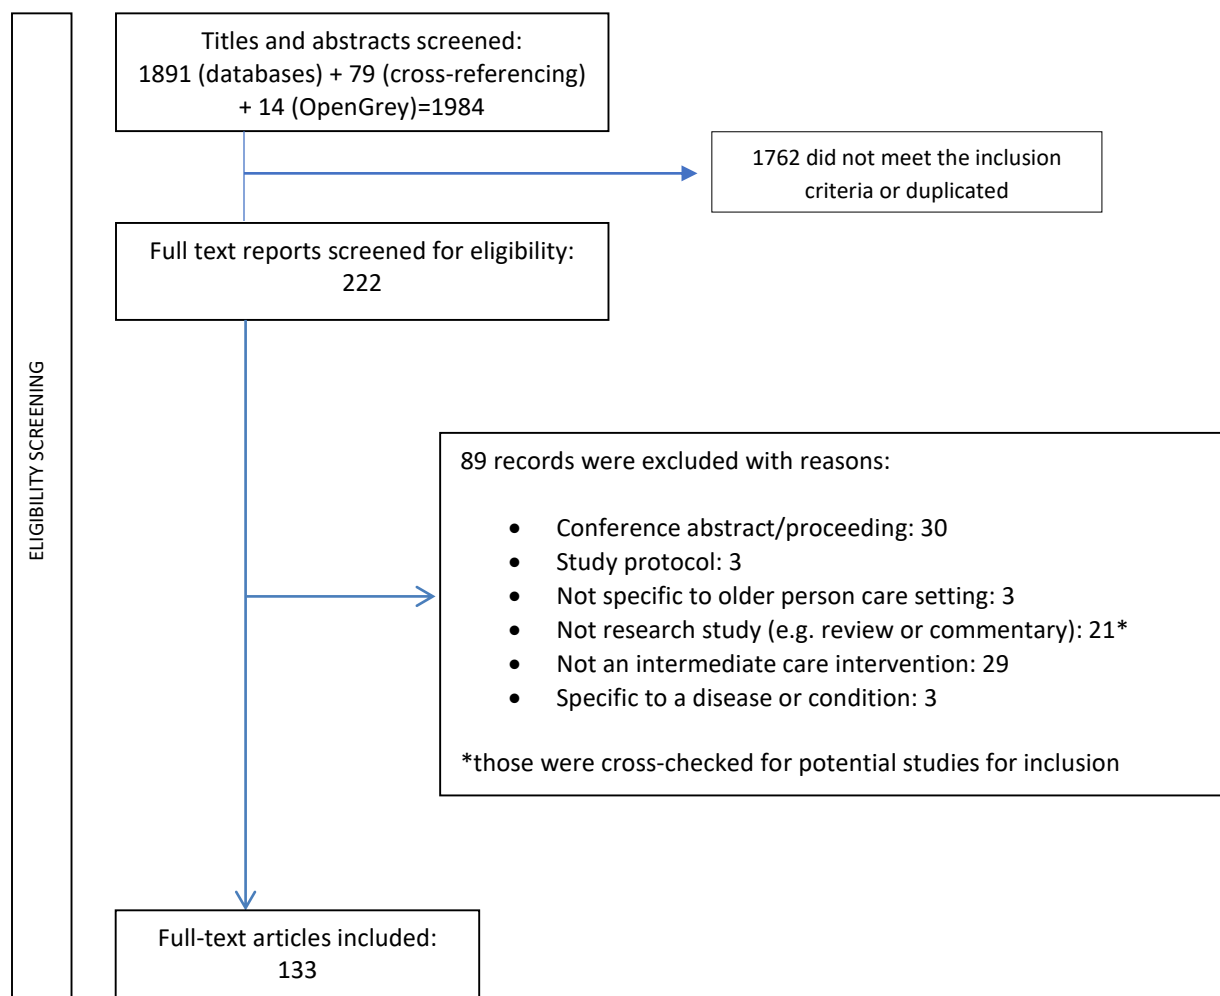 ELIGIBILITY SCREENING
Titles and abstracts screened:
1891 (databases) + 79 (cross-referencing)
+ 14 (OpenGrey)=1984
1762 did not meet the inclusion
criteria or duplicated
Full text reports screened for eligibility:
222
89 records were excluded with reasons:
• Conference abstract/proceeding: 30
• Study protocol: 3
• Not specific to older person care setting: 3
• Not research study (e.g. review or commentary): 21*
• Not an intermediate care intervention: 29
• Specific to a disease or condition: 3
*those were cross-checked for potential studies for inclusion
Full-text articles included:
133